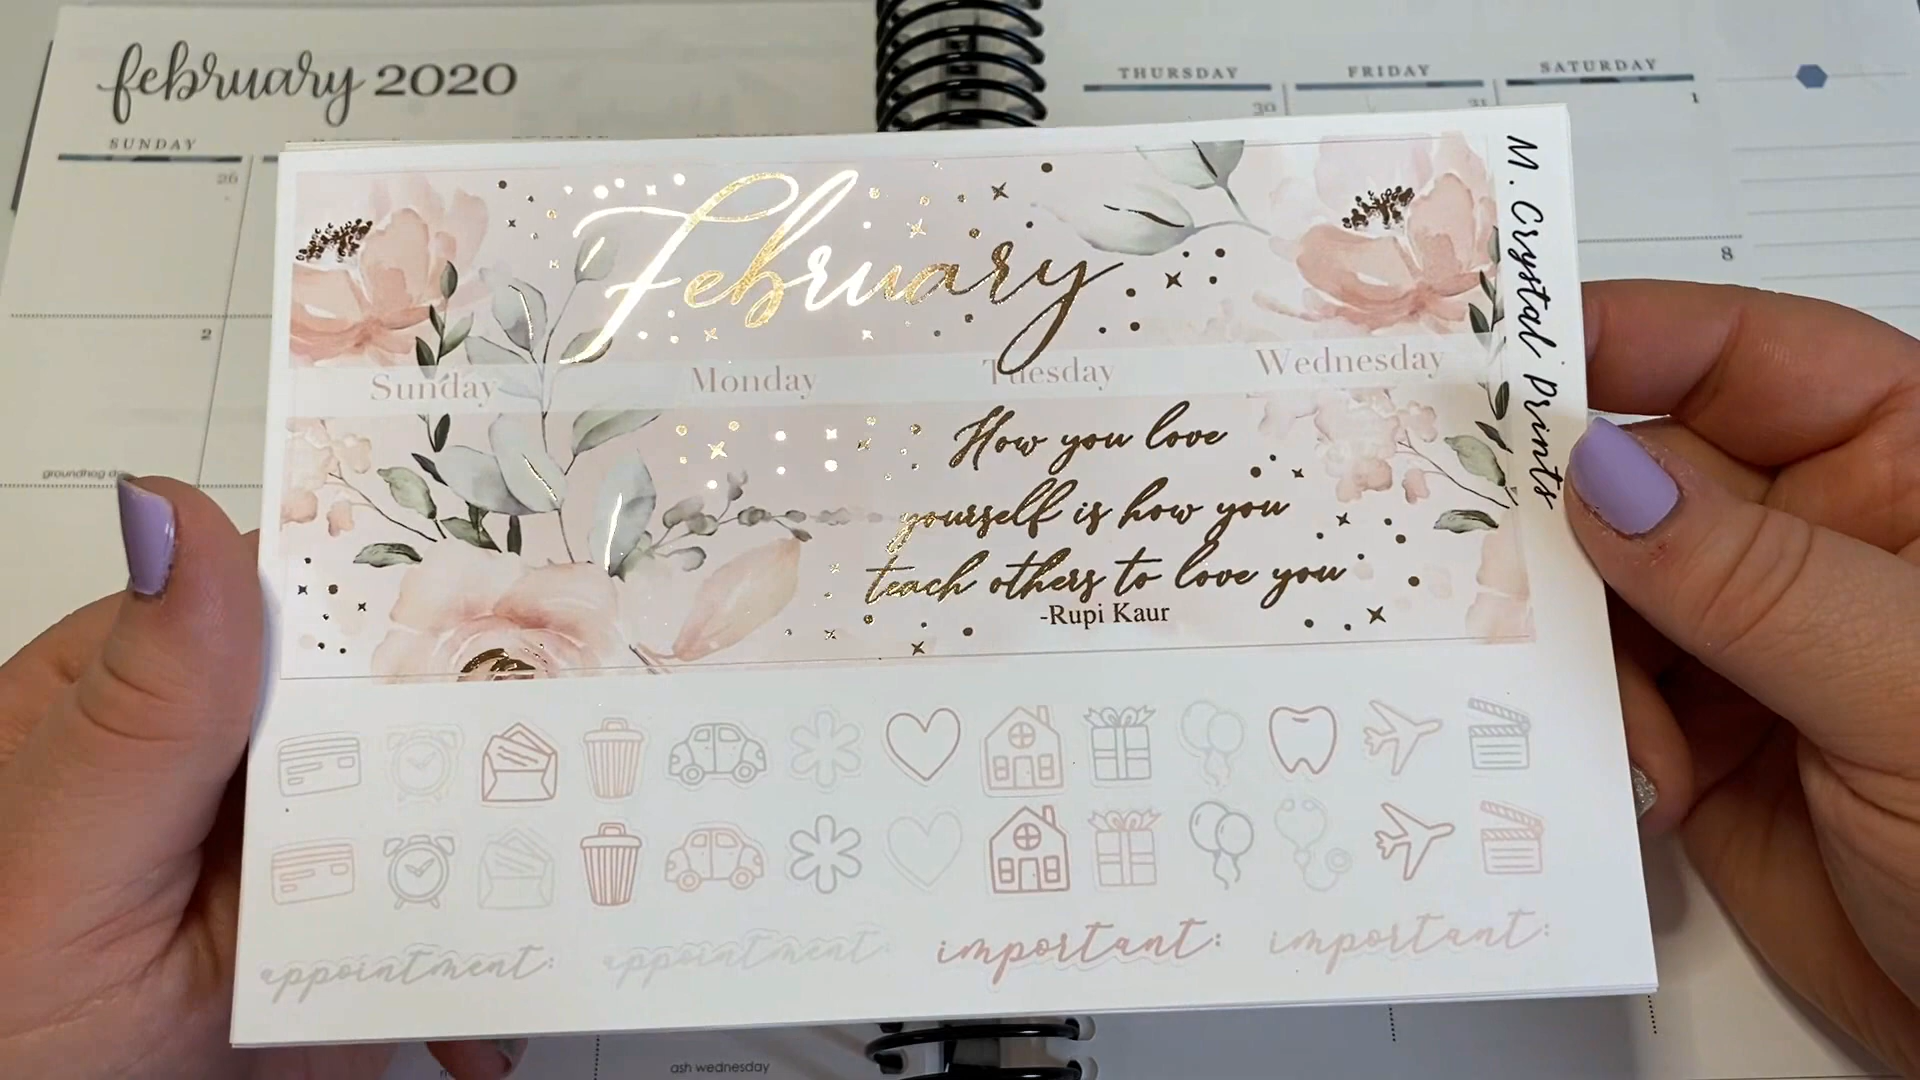 february 2020
SUNDAY
THURSDAY
FRIDAY
SATURDAY
26
30
31
1
2
8
groundhog
February
Sunday
Monday
Tuesday
Wednesday
How you love
yourself is how you
teach others to love you
-Rupi Kaur
M. Crystal Prints
appointment:
appointment:
important:
important:
ash wednesday